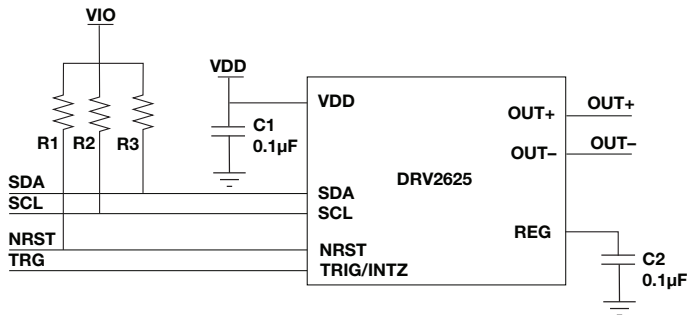 VIO
VDD
R1 R2 R3
C1
0.1µF
VDD
OUT+
OUT+
OUT−
OUT−
DRV2625
SDA
SCL
SDA
SCL
REG
NRST
TRG
NRST
TRIG/INTZ
C2
0.1µF